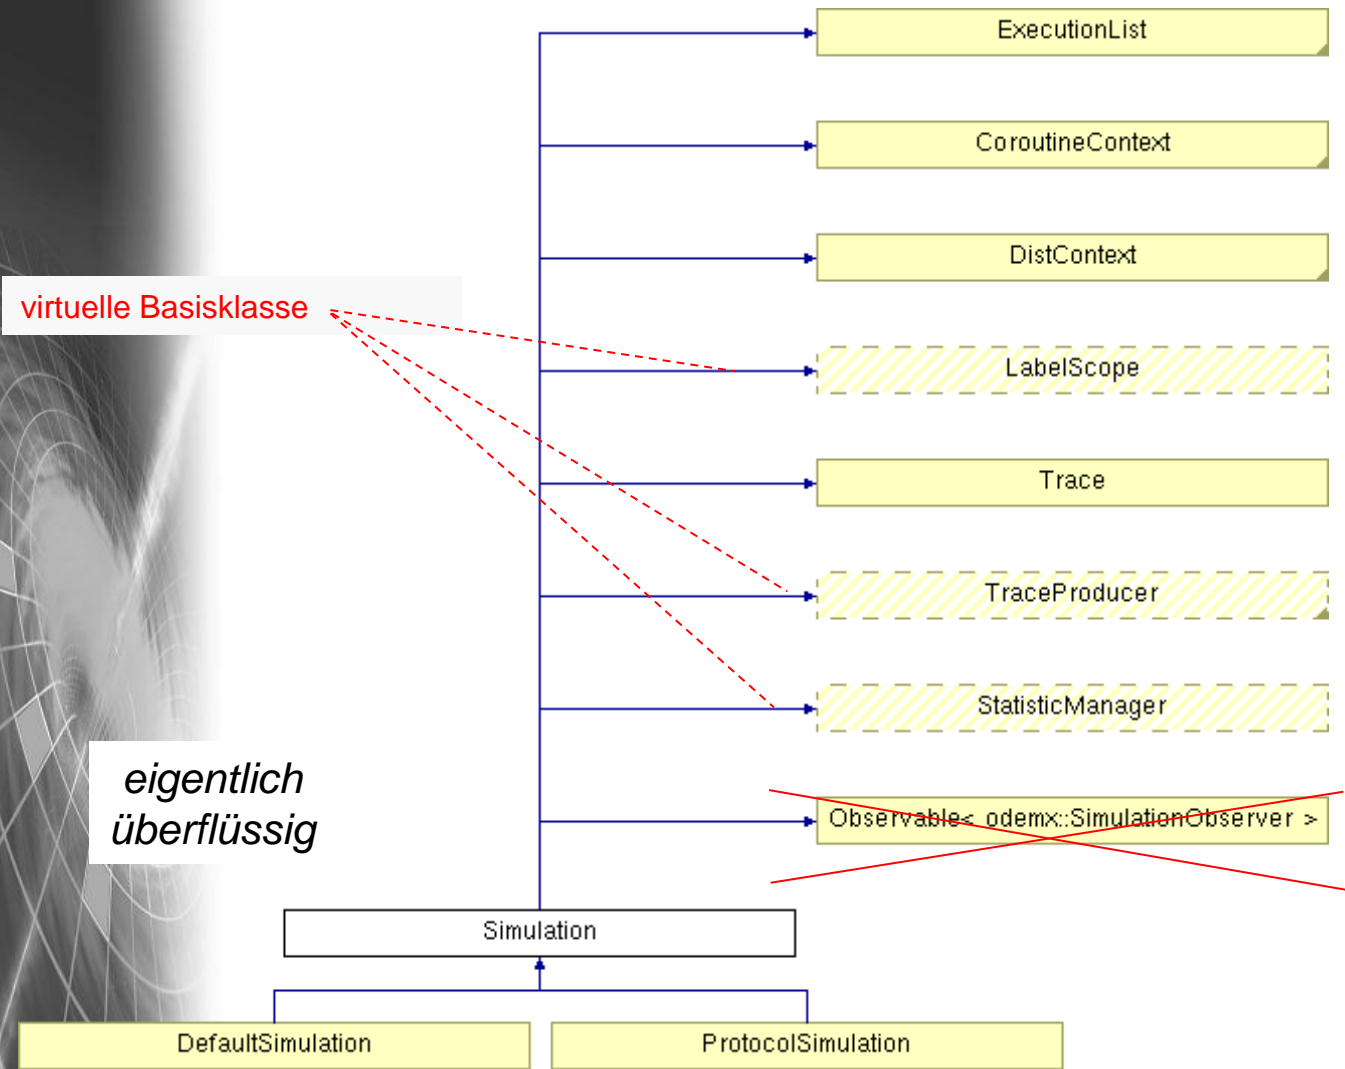 ExecutionList
CoroutineContext
DistContext
virtuelle Basisklasse
LabelScope
Trace
TraceProducer
StatisticManager
eigentlich
überflüssig
Observable< odemx::SimulationObserver >
Simulation
DefaultSimulation
ProtocolSimulation